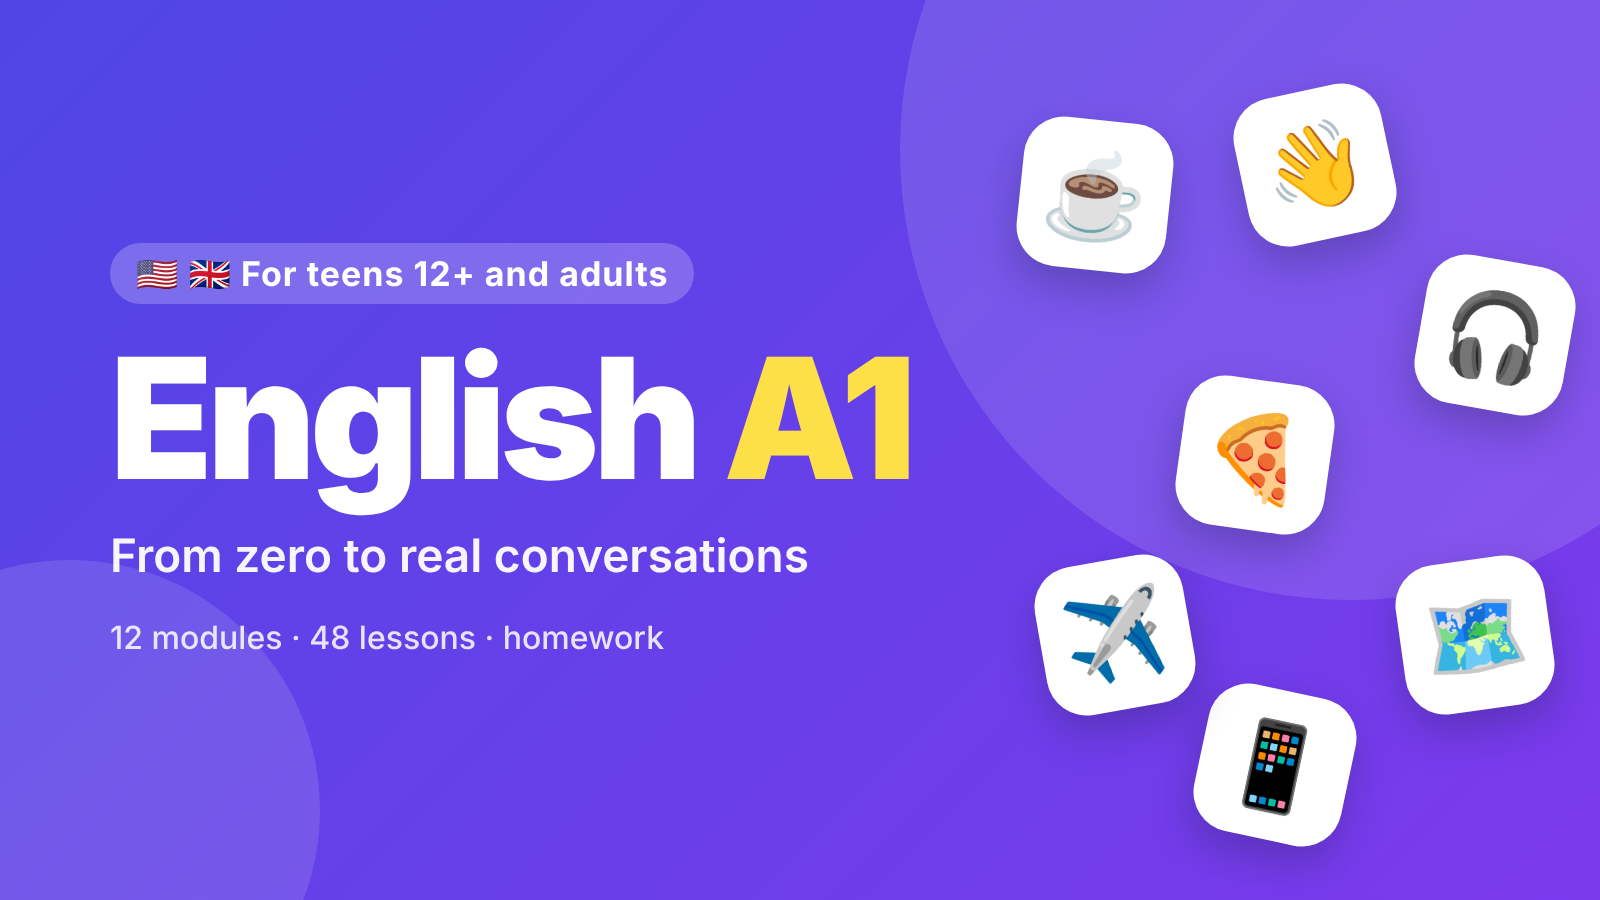 🇺🇸 🇬🇧 For teens 12+ and adults
English A1
From zero to real conversations
12 modules · 48 lessons · homework